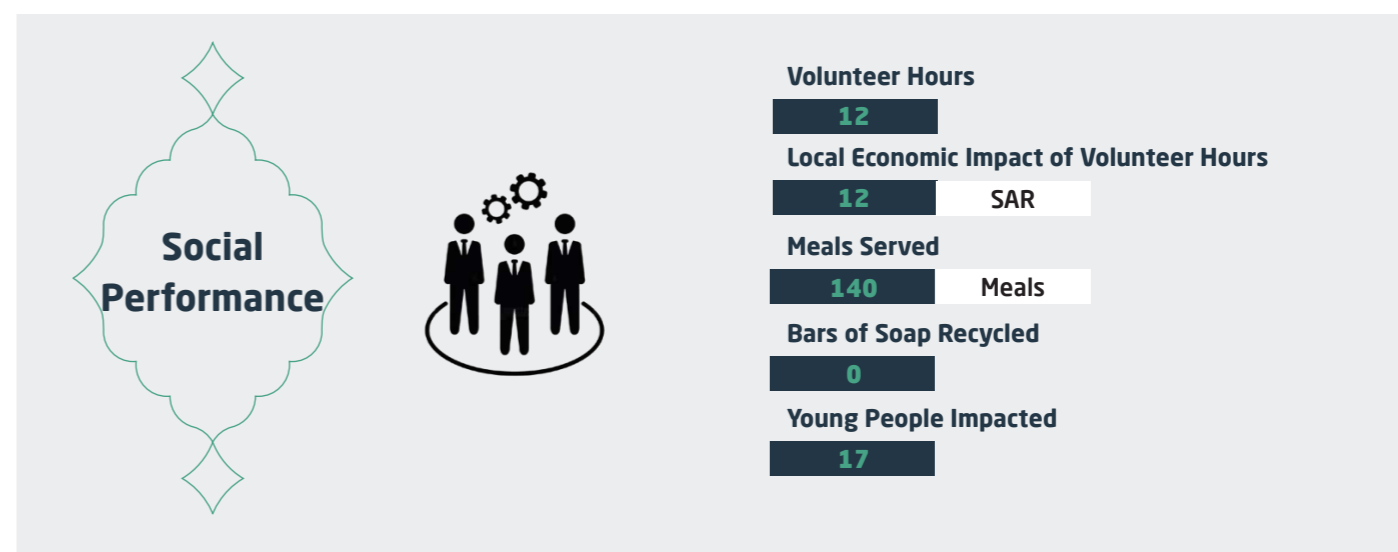 Social
Performance
Volunteer Hours
12
Local Economic Impact of Volunteer Hours
12 SAR
Meals Served
140 Meals
Bars of Soap Recycled
0
Young People Impacted
17